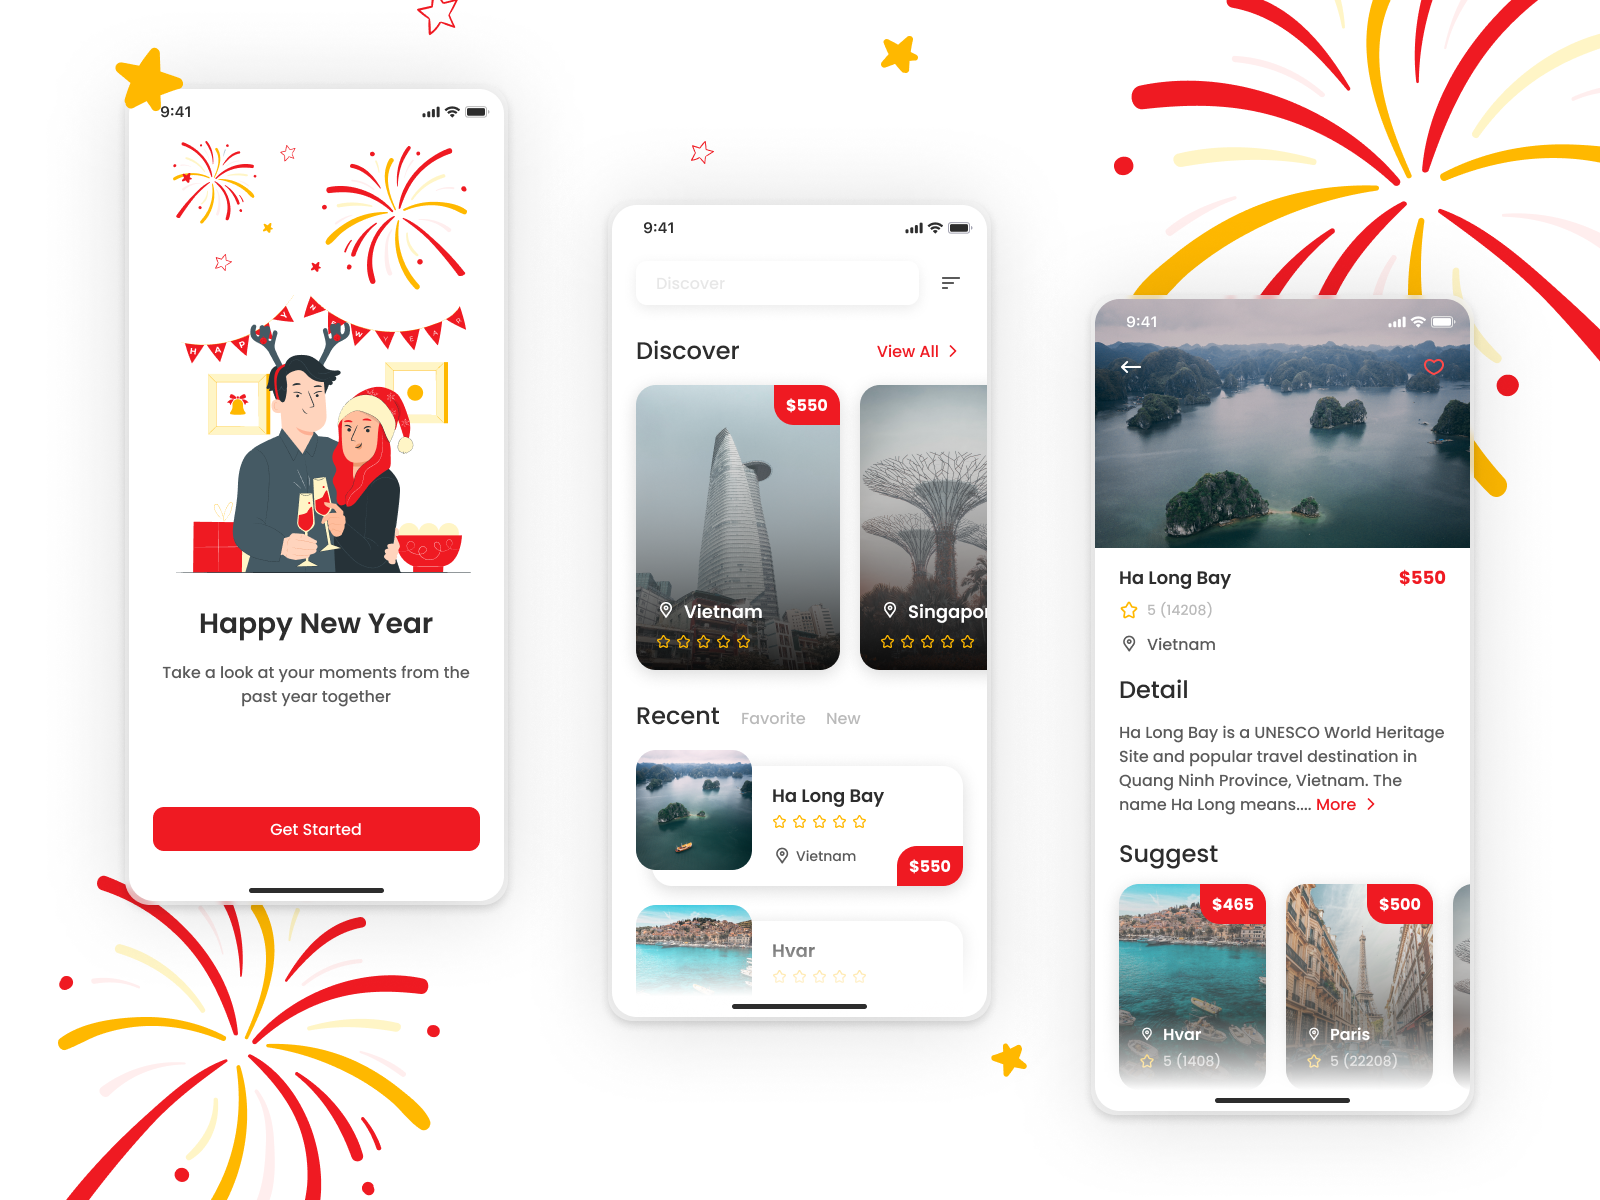 9:41
HAPPY NEW YEAR
Happy New Year
Take a look at your moments from the
past year together
Get Started
9:41
Discover
Discover
View All
$550
Vietnam
Recent
Favorite
New
Ha Long Bay
Vietnam
$550
Hvar
9:41
Ha Long Bay
$550
5 (14208)
Vietnam
Detail
Ha Long Bay is a UNESCO World Heritage
Site and popular travel destination in
Quang Ninh Province, Vietnam. The
name Ha Long means.... More
Suggest
$465
Hvar
5 (1408)
$500
Paris
5 (22208)